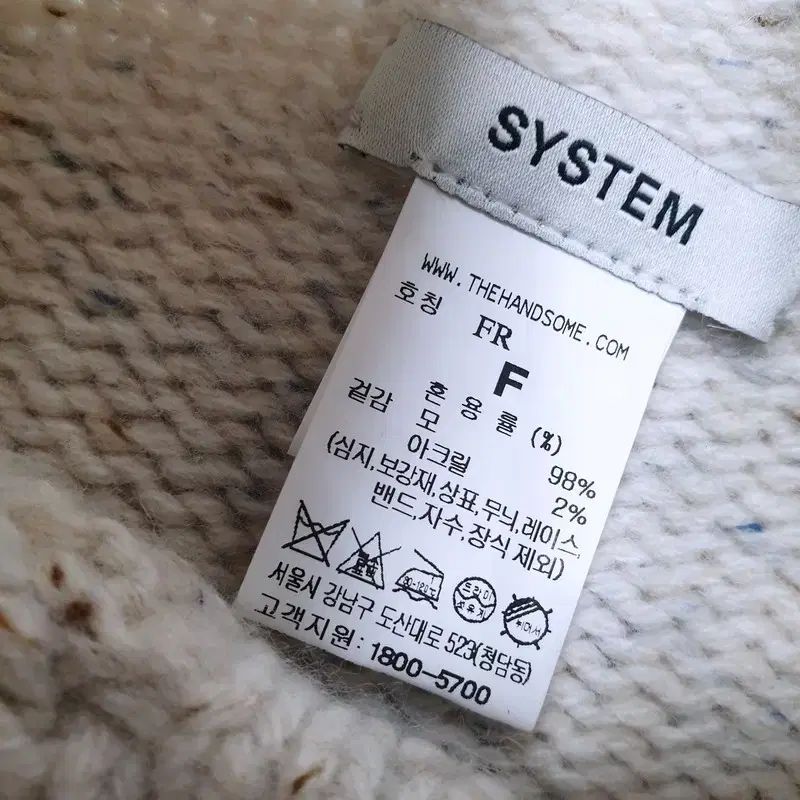 SYSTEM
WWW.THEHANDSOME.COM
호칭 FR
F
혼용률 (%)
겉감 모 98%
아크릴 2%
(심지,보강재,상표,무늬,레이스,
밴드,자수,장식 제외)
드라이
서울시 강남구 도산대로 523(청담동)
고객지원 : 1800-5700